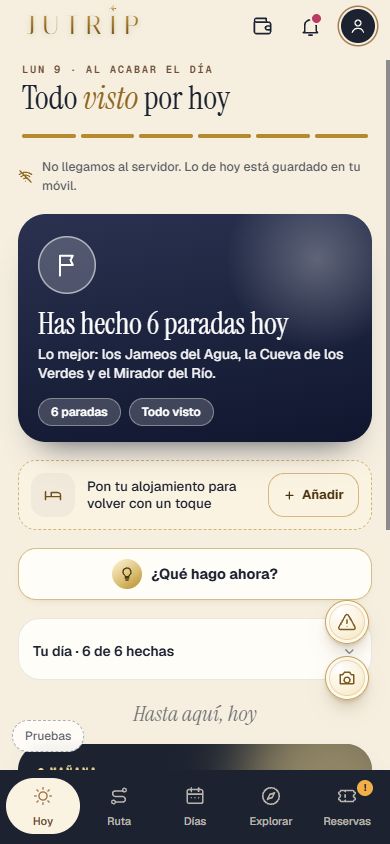 JUTRIP
LUN 9 · AL ACABAR EL DÍA
Todo visto por hoy
No llegamos al servidor. Lo de hoy está guardado en tu
móvil.
Has hecho 6 paradas hoy
Lo mejor: los Jameos del Agua, la Cueva de los
Verdes y el Mirador del Río.
6 paradas
Todo visto
Pon tu alojamiento para
volver con un toque
+ Añadir
¿Qué hago ahora?
Tu día · 6 de 6 hechas
Hasta aquí, hoy
Pruebas
MAÑANA
Hoy
Ruta
Días
Explorar
!
Reservas